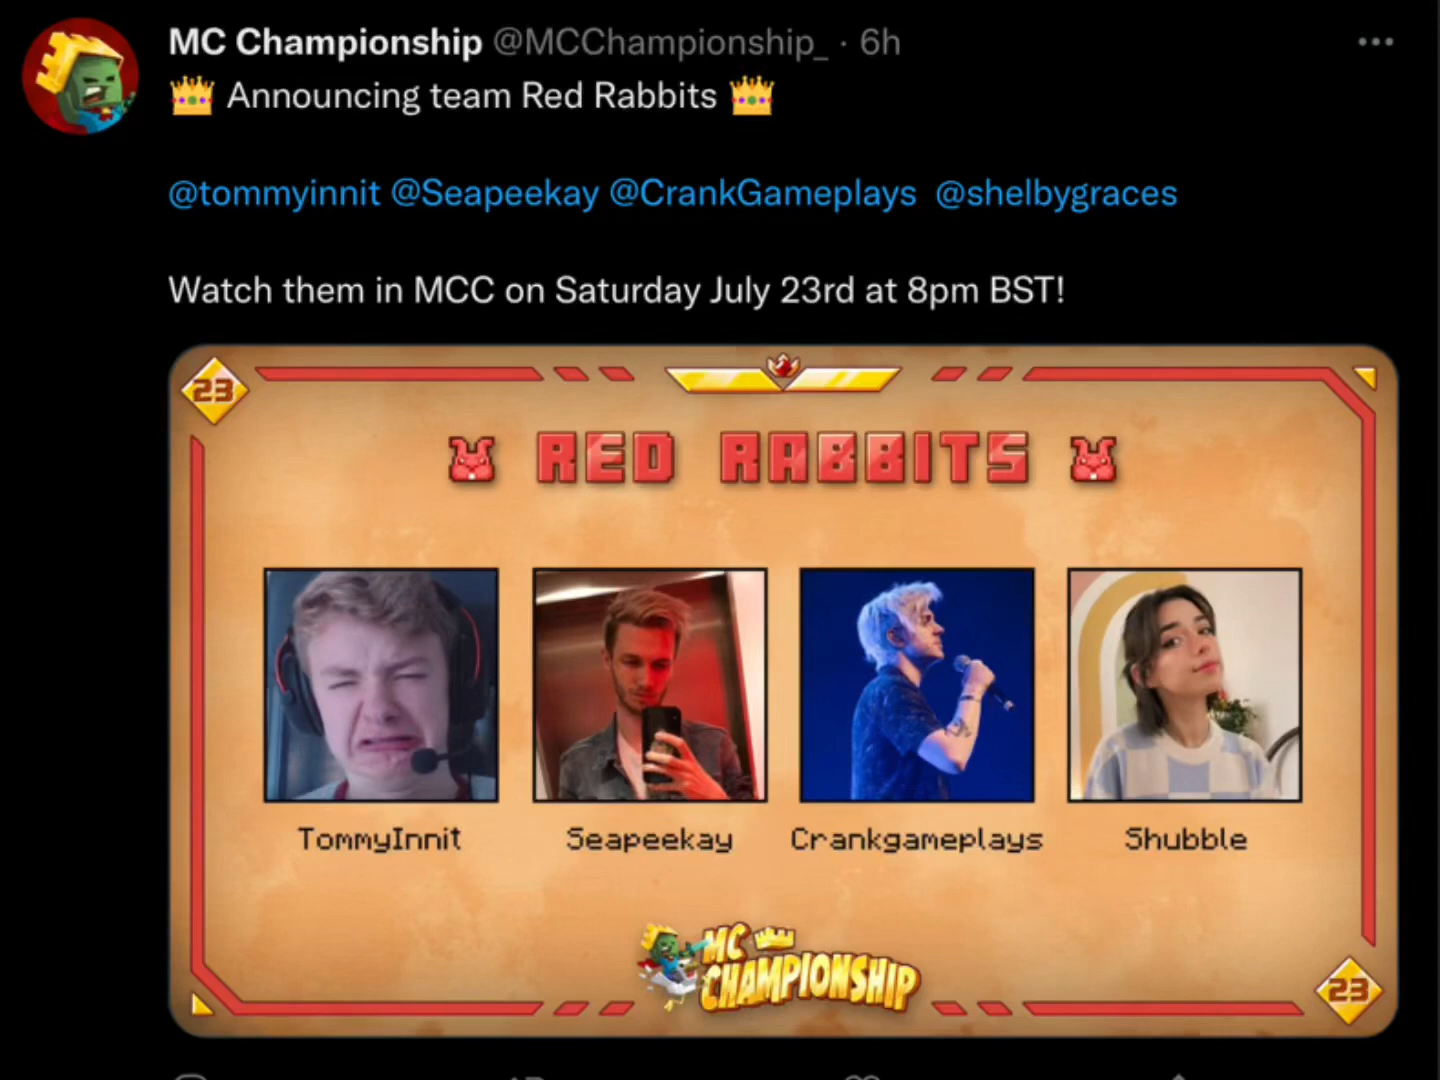 MC Championship @MCChampionship_ · 6h
👑 Announcing team Red Rabbits 👑
@tommyinnit @Seapeekay @CrankGameplays @shelbygraces
Watch them in MCC on Saturday July 23rd at 8pm BST!
23
RED RABBITS
TommyInnit Seapeekay Crankgameplays Shubble
MC
CHAMPIONSHIP
23